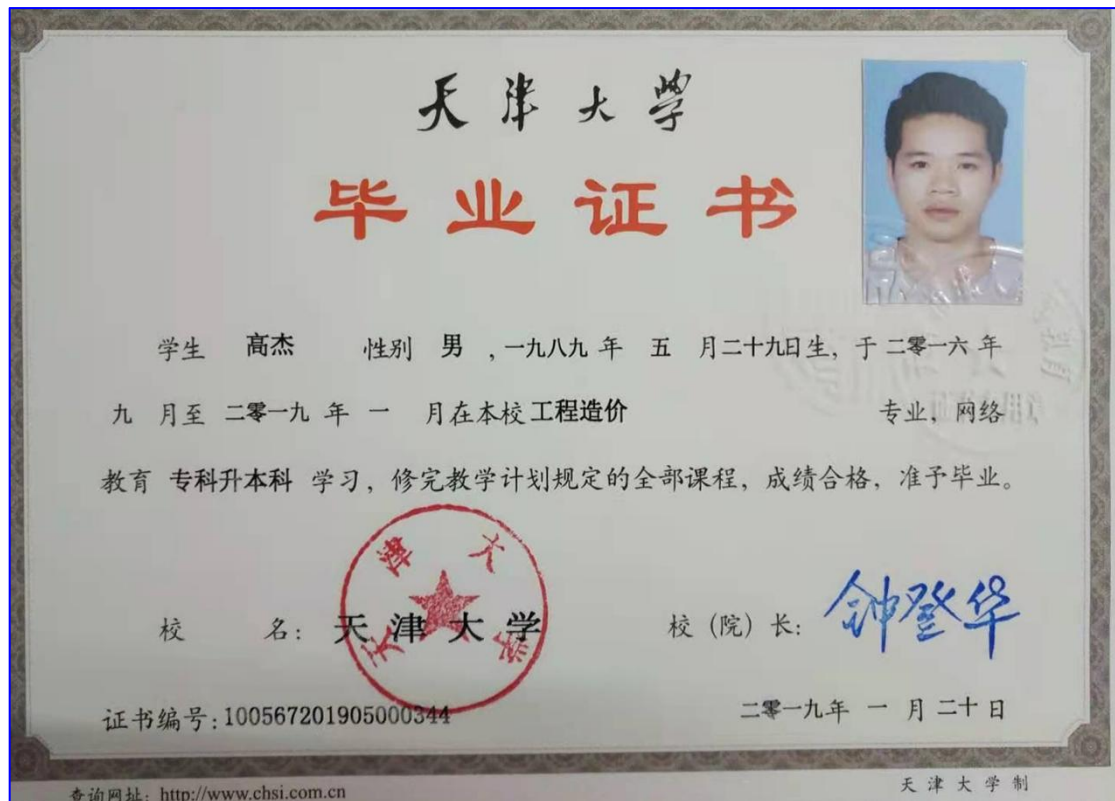 天津大学
毕业证书
学生 高杰 性别 男 ,一九八九 年 五 月二十九日生, 于 二零一六 年
九 月至 二零一九 年 一 月在本校 工程造价 专业, 网络
教育 专科升本科 学习, 修完教学计划规定的全部课程, 成绩合格, 准予毕业。
天津大学
校 名: 天津大学 校(院)长: 钟登华
证书编号:100567201905000344 二零一九年 一 月 二十 日
查询网址: http://www.chsi.com.cn 天津大学制